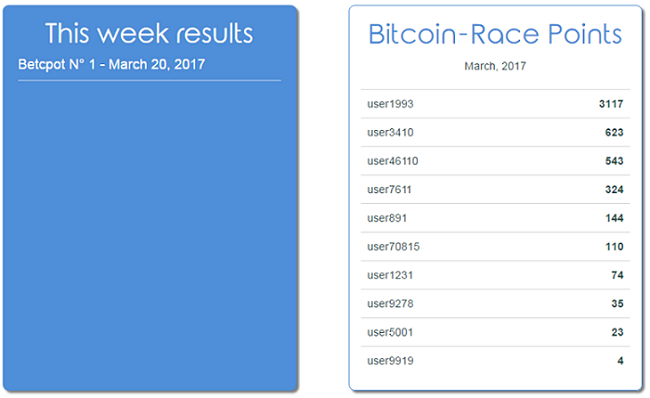 This week results
Betcpot N° 1 - March 20, 2017
Bitcoin-Race Points
March, 2017
user1993 3117
user3410 623
user46110 543
user7611 324
user891 144
user70815 110
user1231 74
user9278 35
user5001 23
user9919 4